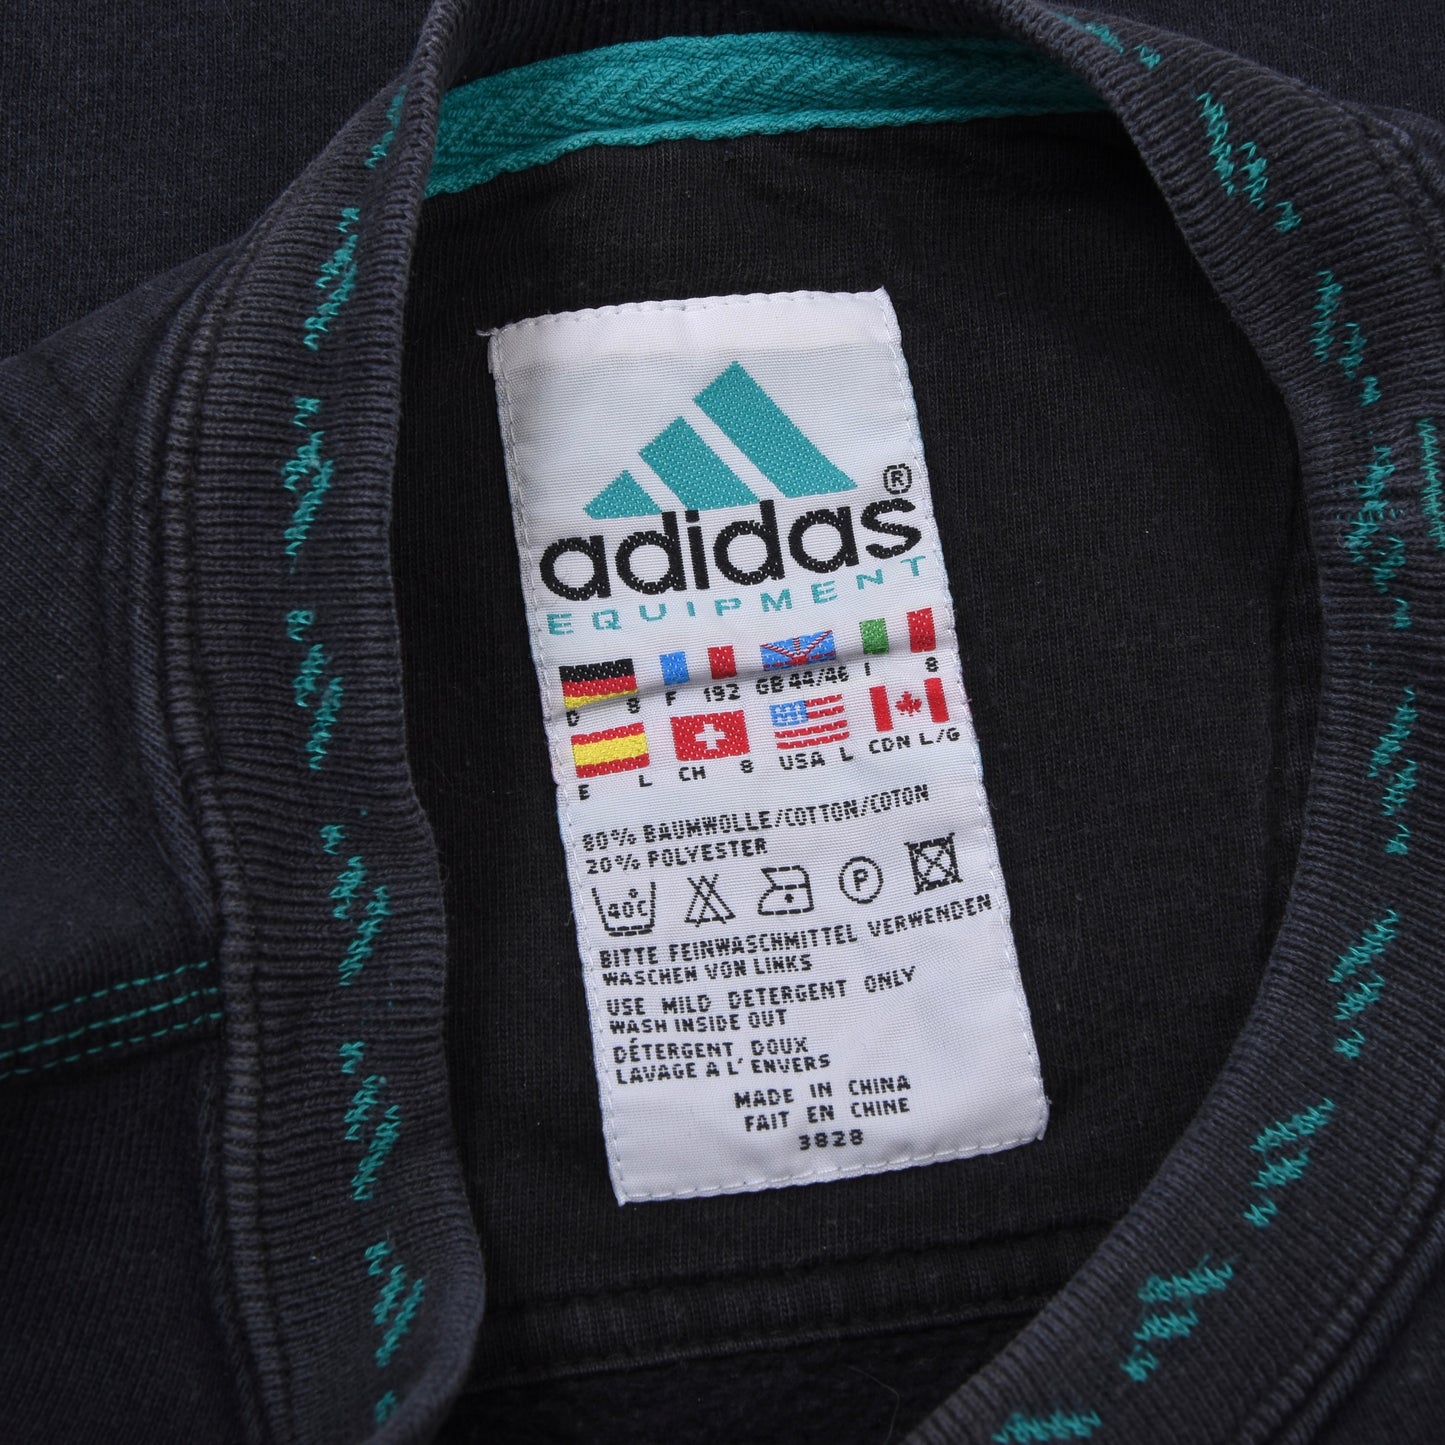 adidas®
EQUIPMENT
D 8 F 192 GB 44/46 I 8
E L CH 8 USA L CDN L/G
80% BAUMWOLLE/COTTON/COTON
20% POLYESTER
40°C P
BITTE FEINWASCHMITTEL VERWENDEN
WASCHEN VON LINKS
USE MILD DETERGENT ONLY
WASH INSIDE OUT
DÉTERGENT, DOUX
LAVAGE A L'ENVERS
MADE IN CHINA
FAIT EN CHINE
3828